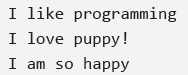 I like programming
I love puppy!
I am so happy